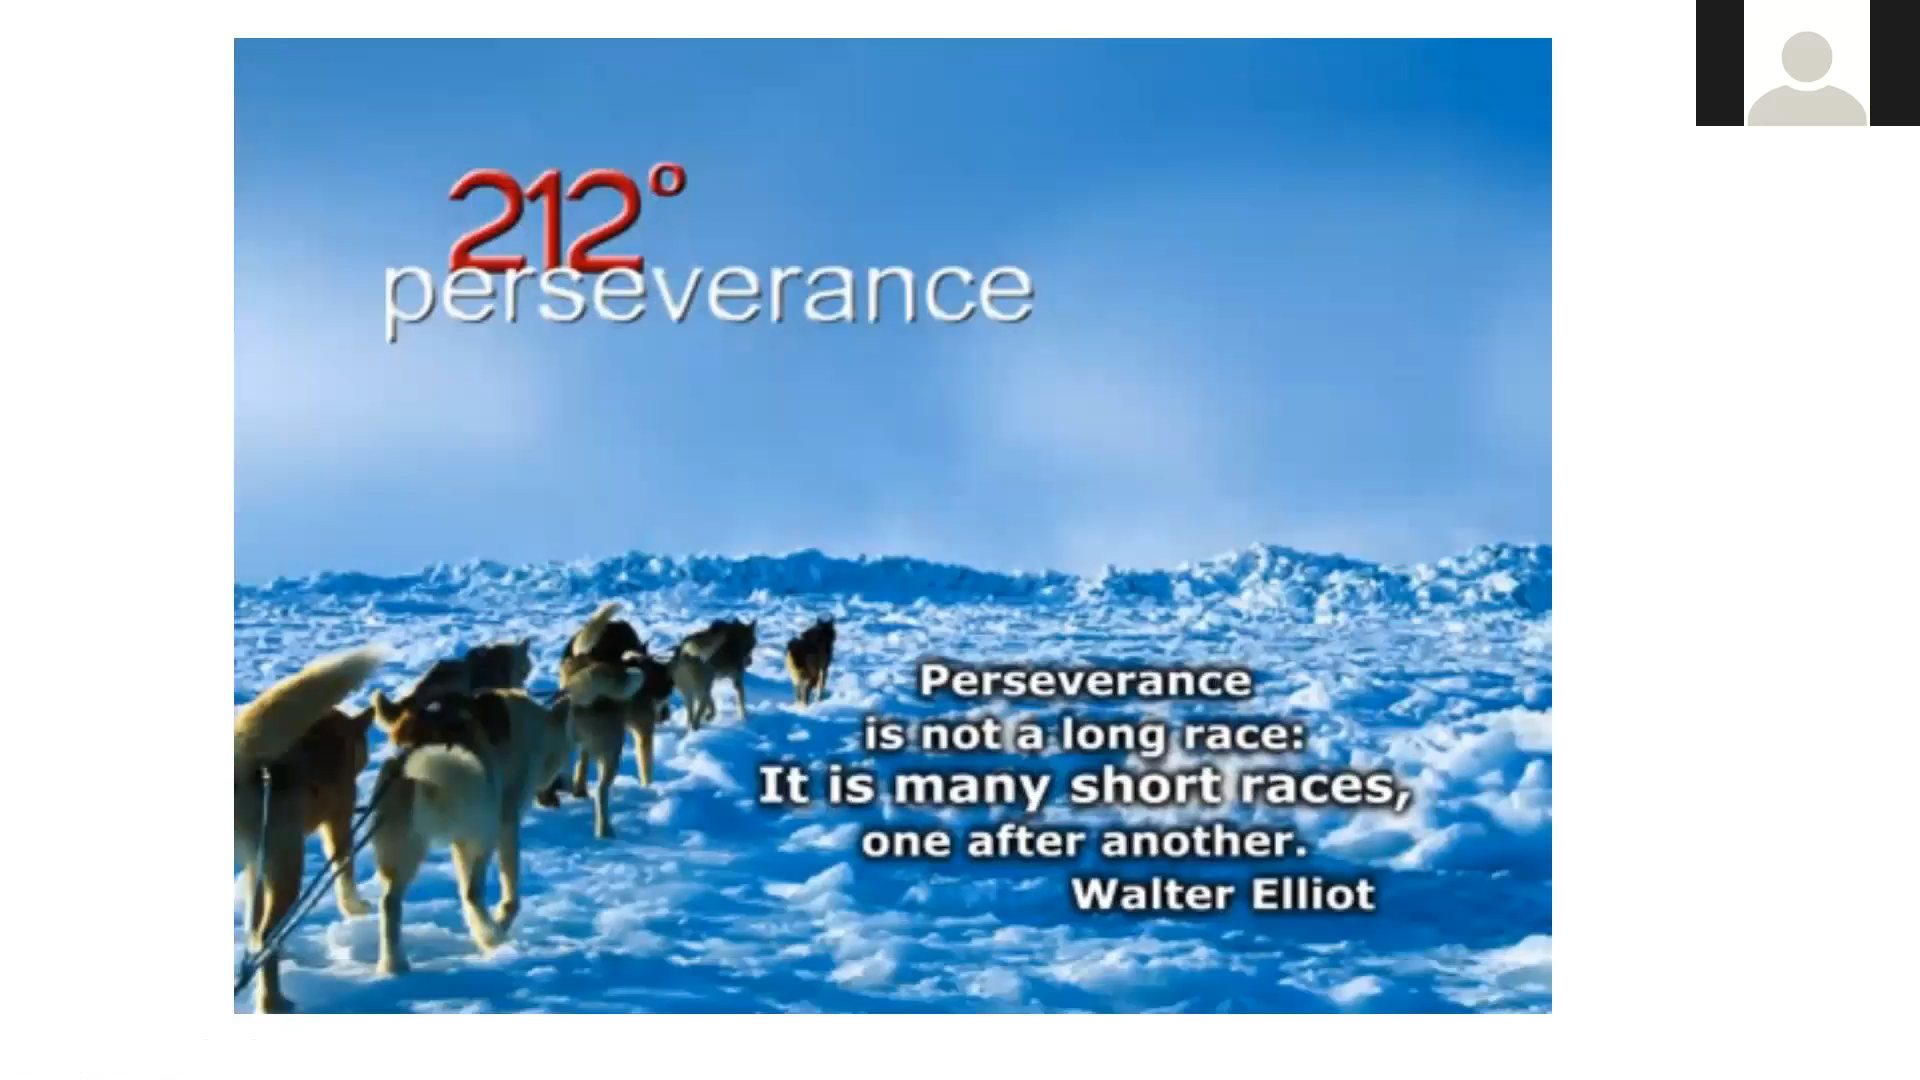 212°
perseverance
Perseverance
is not a long race:
It is many short races,
one after another.
Walter Elliot